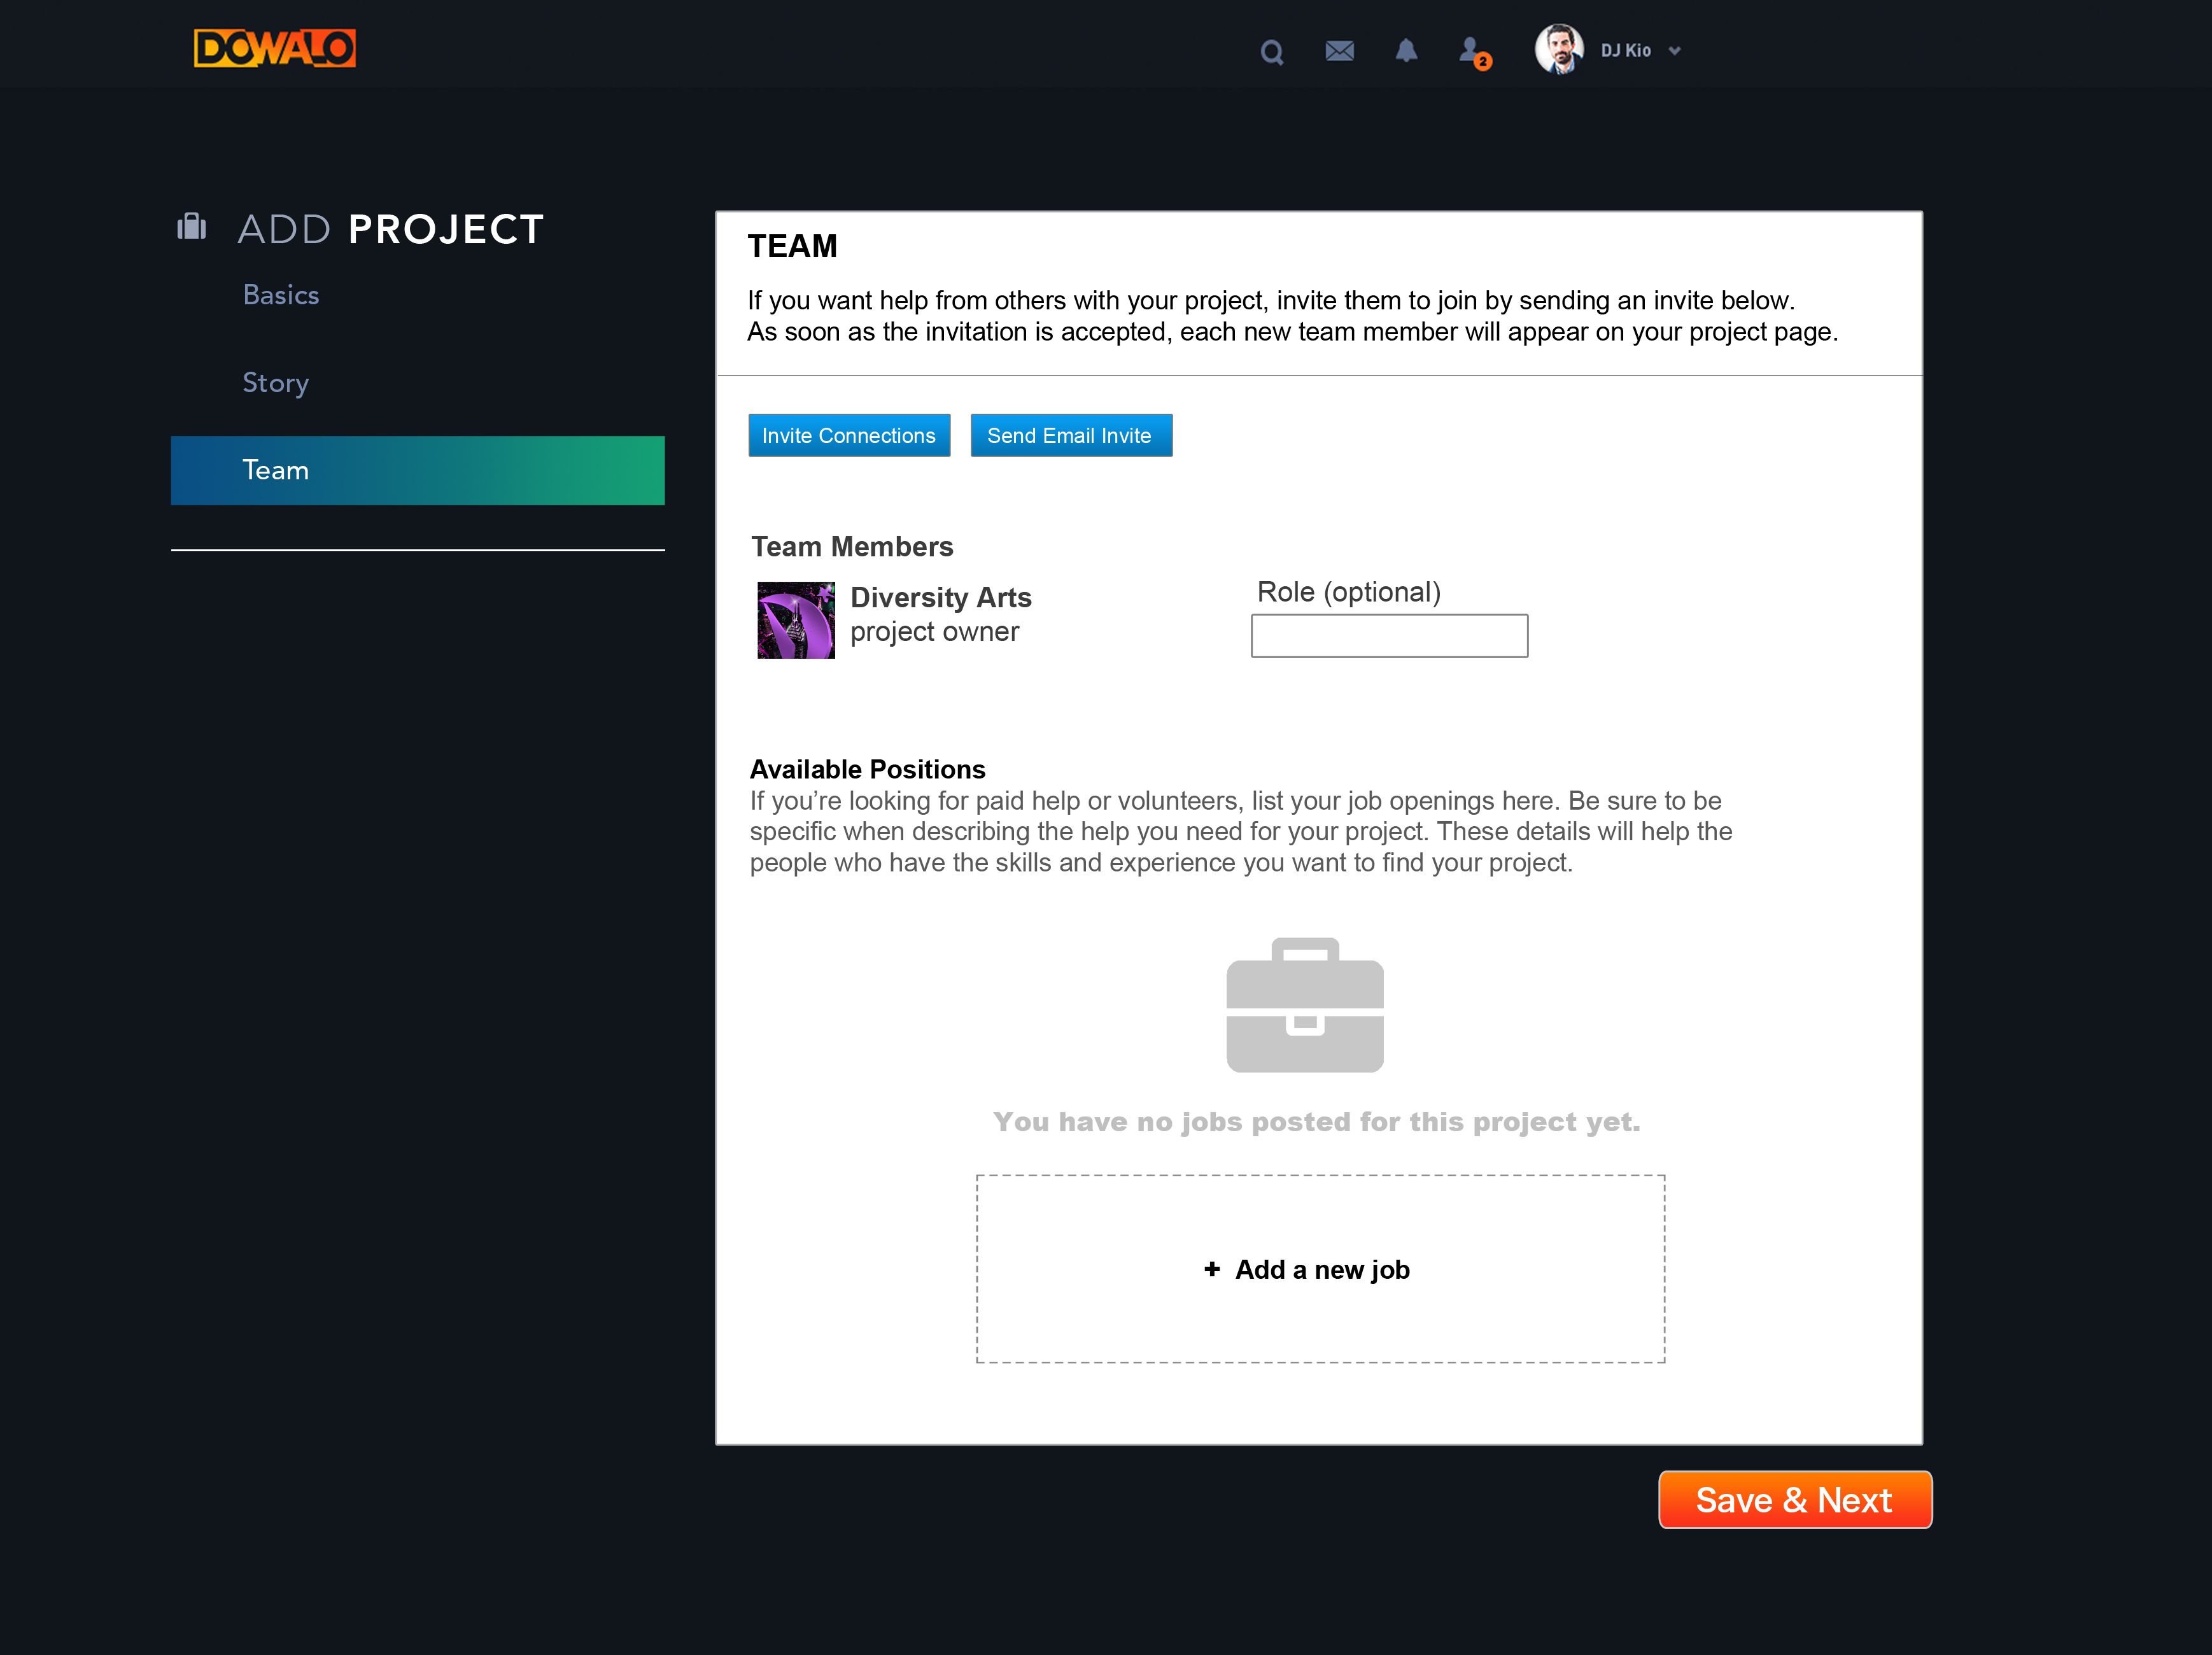 DOWALO
2
DJ Kio
ADD PROJECT
Basics
Story
Team
TEAM
If you want help from others with your project, invite them to join by sending an invite below.
As soon as the invitation is accepted, each new team member will appear on your project page.
Invite Connections
Send Email Invite
Team Members
Diversity Arts
project owner
Role (optional)
Available Positions
If you’re looking for paid help or volunteers, list your job openings here. Be sure to be
specific when describing the help you need for your project. These details will help the
people who have the skills and experience you want to find your project.
You have no jobs posted for this project yet.
+ Add a new job
Save & Next